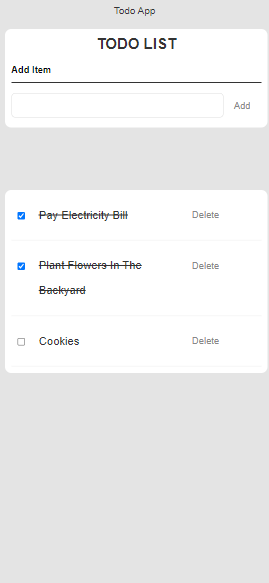 Todo App
TODO LIST
Add Item
Add
Pay Electricity Bill
Delete
Plant Flowers In The
Delete
Backyard
Cookies
Delete